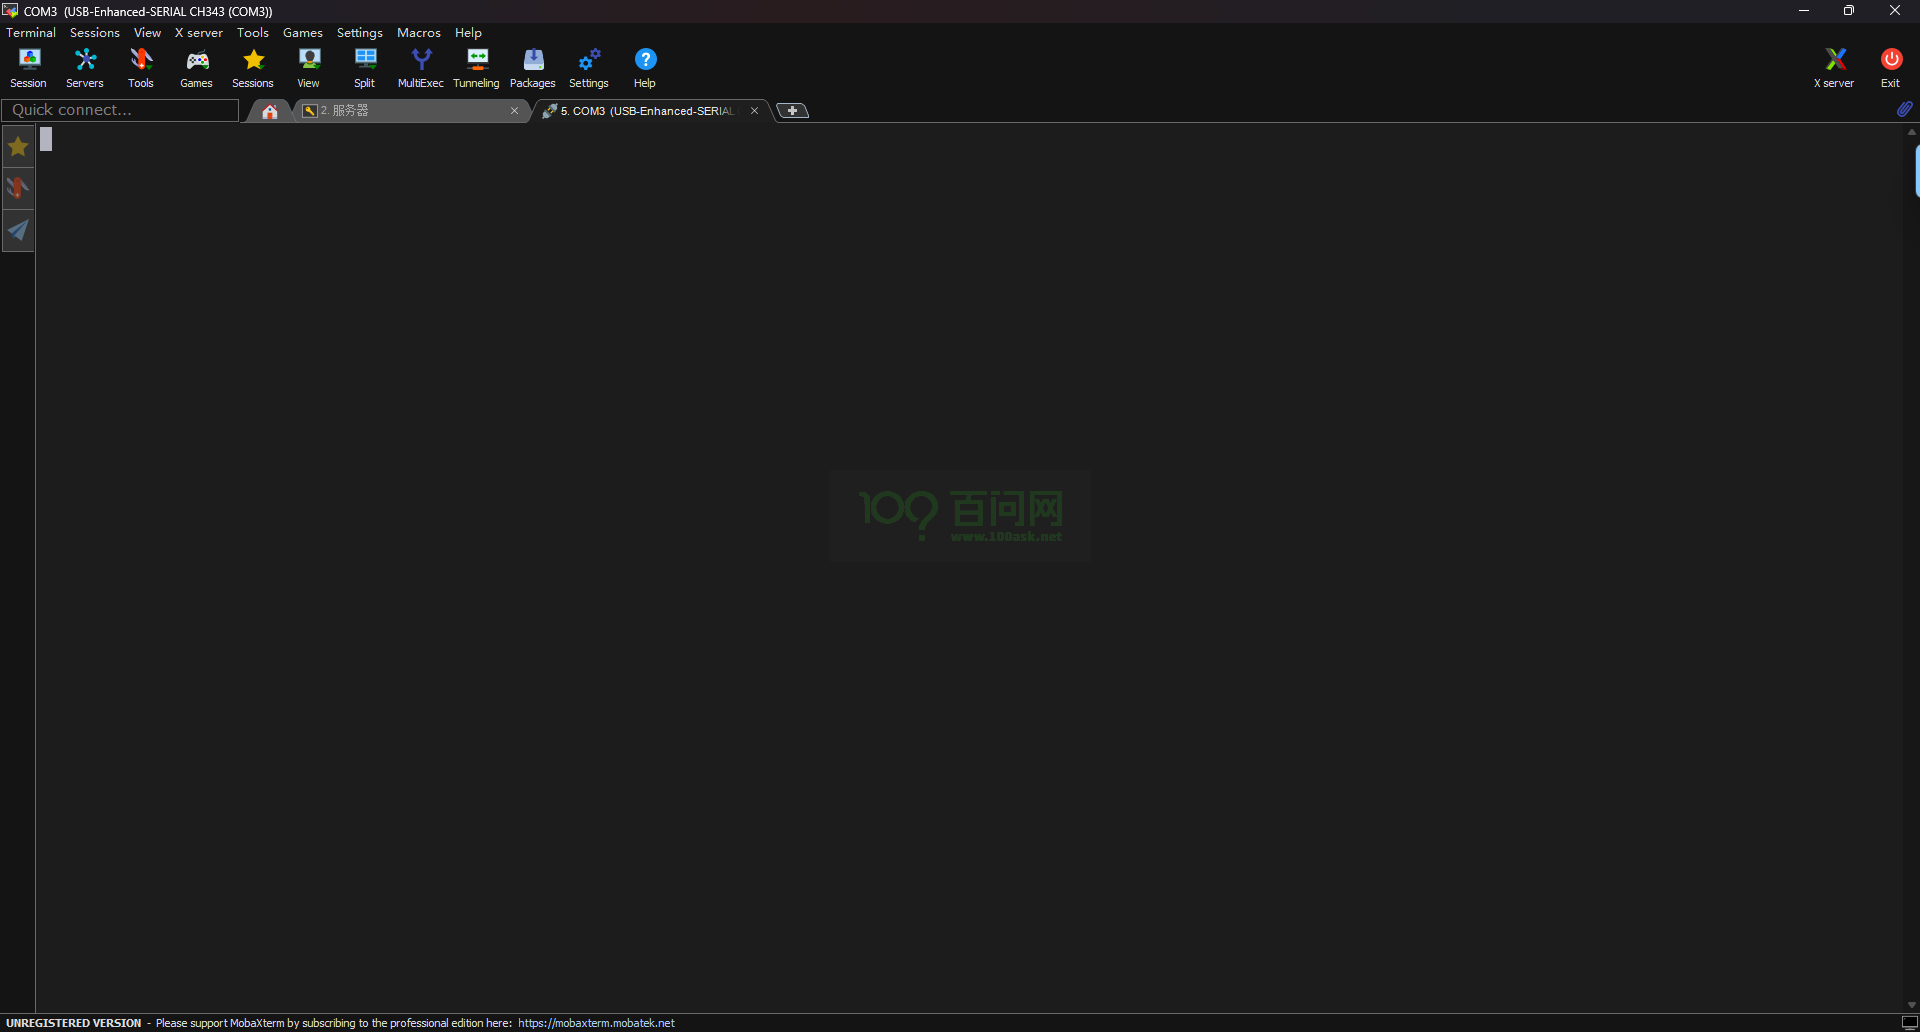 COM3 (USB-Enhanced-SERIAL CH343 (COM3))
Terminal Sessions View X server Tools Games Settings Macros Help
Session Servers Tools Games Sessions View Split MultiExec Tunneling Packages Settings Help X server Exit
Quick connect... 2. 服务器 5. COM3 (USB-Enhanced-SERIAL
109 百问网
www.100ask.net
UNREGISTERED VERSION - Please support MobaXterm by subscribing to the professional edition here: https://mobaxterm.mobatek.net